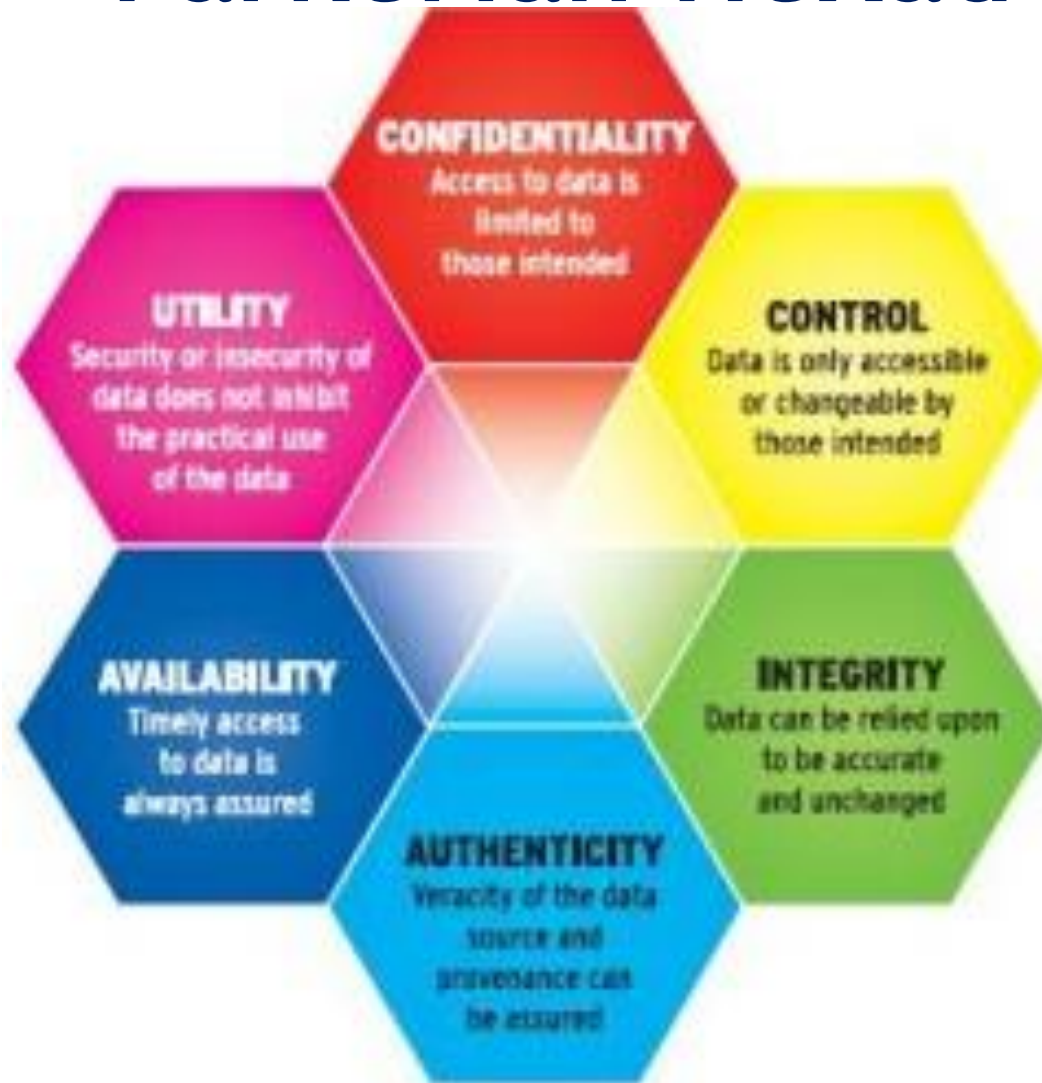 CONFIDENTIALITY
Access to data is
limited to
those intended
CONTROL
Data is only accessible
or changeable by
those intended
INTEGRITY
Data can be relied upon
to be accurate
and unchanged
AUTHENTICITY
Veracity of the data
source and
provenance can
be assured
AVAILABILITY
Timely access
to data is
always assured
UTILITY
Security or insecurity of
data does not inhibit
the practical use
of the data